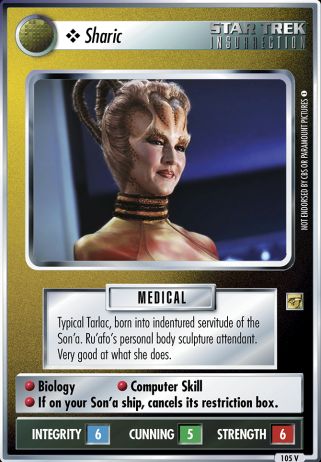 ❖ Sharic
STAR TREK
INSURRECTION
NOT ENDORSED BY CBS OR PARAMOUNT PICTURES
MEDICAL
Typical Tarlac, born into indentured servitude of the
Son'a. Ru'afo's personal body sculpture attendant.
Very good at what she does.
Biology
Computer Skill
If on your Son'a ship, cancels its restriction box.
INTEGRITY 6 CUNNING 5 STRENGTH 6
105 V